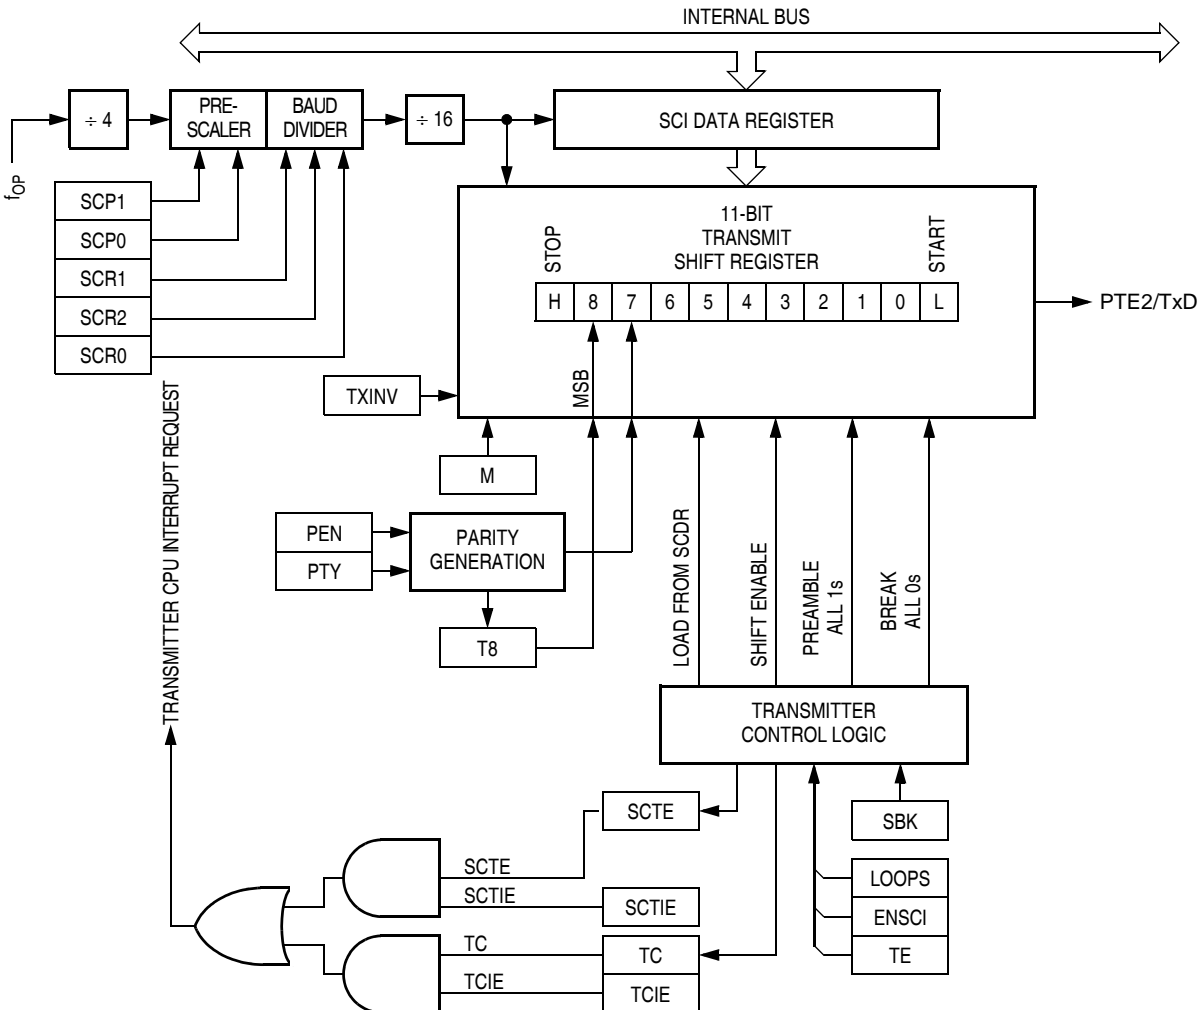 INTERNAL BUS
÷ 4
PRE-
SCALER
BAUD
DIVIDER
÷ 16
SCI DATA REGISTER
fOP
SCP1
SCP0
SCR1
SCR2
SCR0
11-BIT
TRANSMIT
SHIFT REGISTER
STOP
START
H 8 7 6 5 4 3 2 1 0 L
PTE2/TxD
TXINV
MSB
M
TRANSMITTER CPU INTERRUPT REQUEST
PEN
PTY
PARITY
GENERATION
T8
LOAD FROM SCDR
SHIFT ENABLE
PREAMBLE
ALL 1s
BREAK
ALL 0s
TRANSMITTER
CONTROL LOGIC
SCTE
SBK
SCTE
LOOPS
SCTIE
SCTIE
ENSCI
TC
TC
TE
TCIE
TCIE